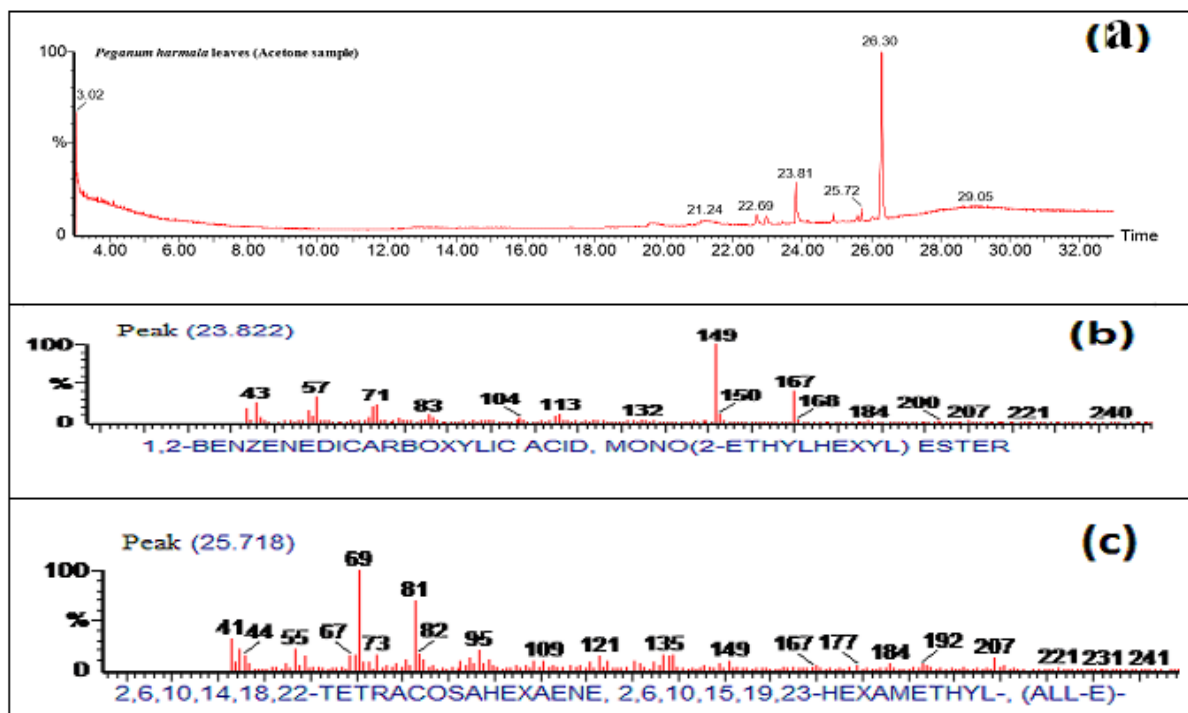 (a)
100
Peganum harmala leaves (Acetone sample)
26.30
3.02
%
23.81
25.72
22.69
21.24
29.05
0
4.00 6.00 8.00 10.00 12.00 14.00 16.00 18.00 20.00 22.00 24.00 26.00 28.00 30.00 32.00
Time
Peak (23.822)
(b)
100
%
0
43 57 71 83 104 113 132 149 150 167 168 184 200 207 221 240
1,2-BENZENEDICARBOXYLIC ACID, MONO(2-ETHYLHEXYL) ESTER
Peak (25.718)
(c)
100
%
0
41 44 55 67 69 73 81 82 95 109 121 135 149 167 177 184 192 207 221 231 241
2,6,10,14,18,22-TETRACOSAHEXAENE, 2,6,10,15,19,23-HEXAMETHYL-, (ALL-E)-